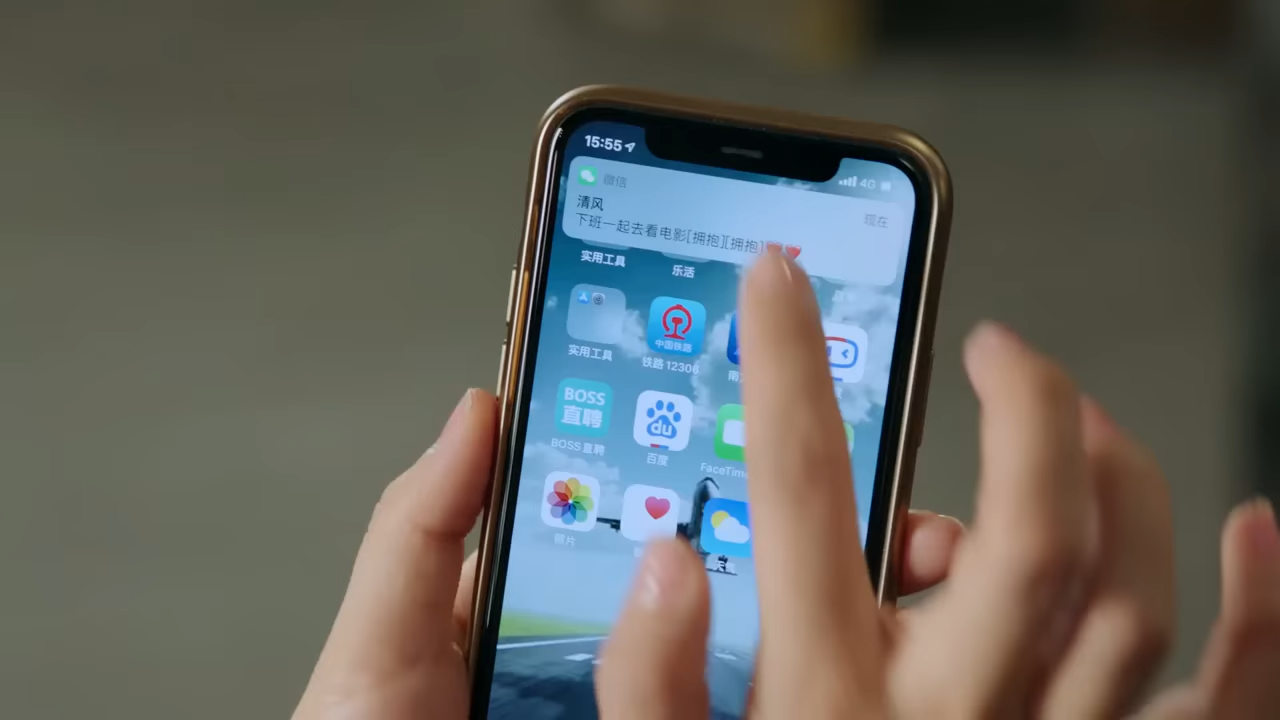 15:55
4G
微信
现在
清风
下班一起去看电影[拥抱][拥抱]
实用工具
乐活
中国铁路
实用工具
铁路 12306
BOSS
直聘
du
BOSS 直聘
百度
FaceTime
照片
天气